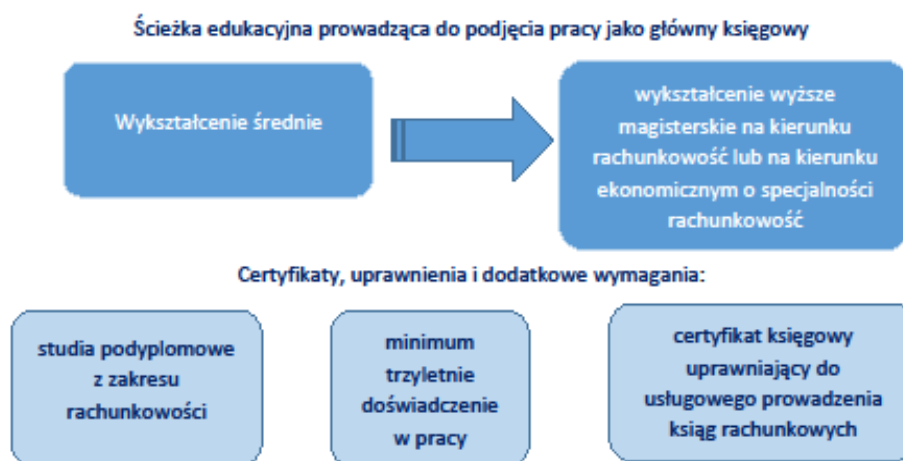 Ścieżka edukacyjna prowadząca do podjęcia pracy jako główny księgowy
Wykształcenie średnie
wykształcenie wyższe
magisterskie na kierunku
rachunkowość lub na kierunku
ekonomicznym o specjalności
rachunkowość
Certyfikaty, uprawnienia i dodatkowe wymagania:
studia podyplomowe
z zakresu
rachunkowości
minimum
trzyletnie
doświadczenie
w pracy
certyfikat księgowy
uprawniający do
usługowego prowadzenia
ksiąg rachunkowych